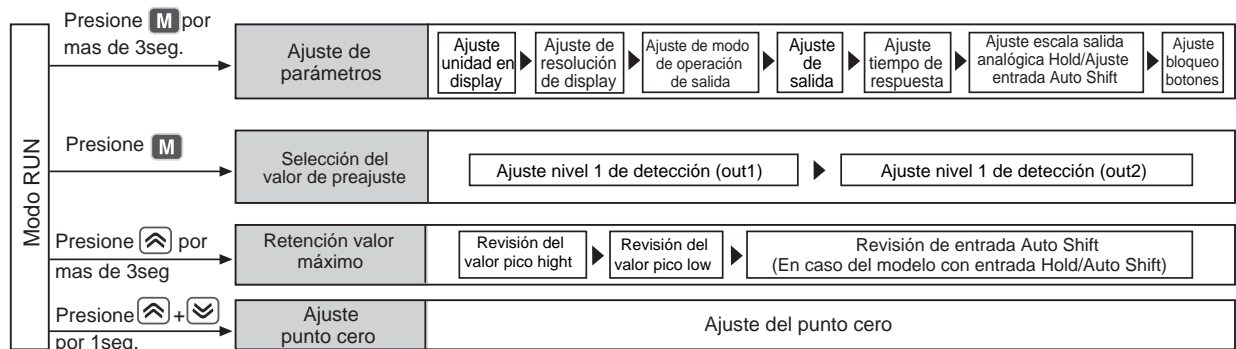 Modo RUN
Presione M por
mas de 3seg.
Ajuste de
parámetros
Ajuste
unidad en
display
Ajuste de
resolución
de display
Ajuste de modo
de operación
de salida
Ajuste
de
salida
Ajuste
tiempo de
respuesta
Ajuste escala salida
analógica Hold/Ajuste
entrada Auto Shift
Ajuste
bloqueo
botones
Presione M
Selección del
valor de preajuste
Ajuste nivel 1 de detección (out1)
Ajuste nivel 1 de detección (out2)
Presione por
mas de 3seg
Retención valor
máximo
Revisión del
valor pico hight
Revisión del
valor pico low
Revisión de entrada Auto Shift
(En caso del modelo con entrada Hold/Auto Shift)
Presione +
por 1seg.
Ajuste
punto cero
Ajuste del punto cero